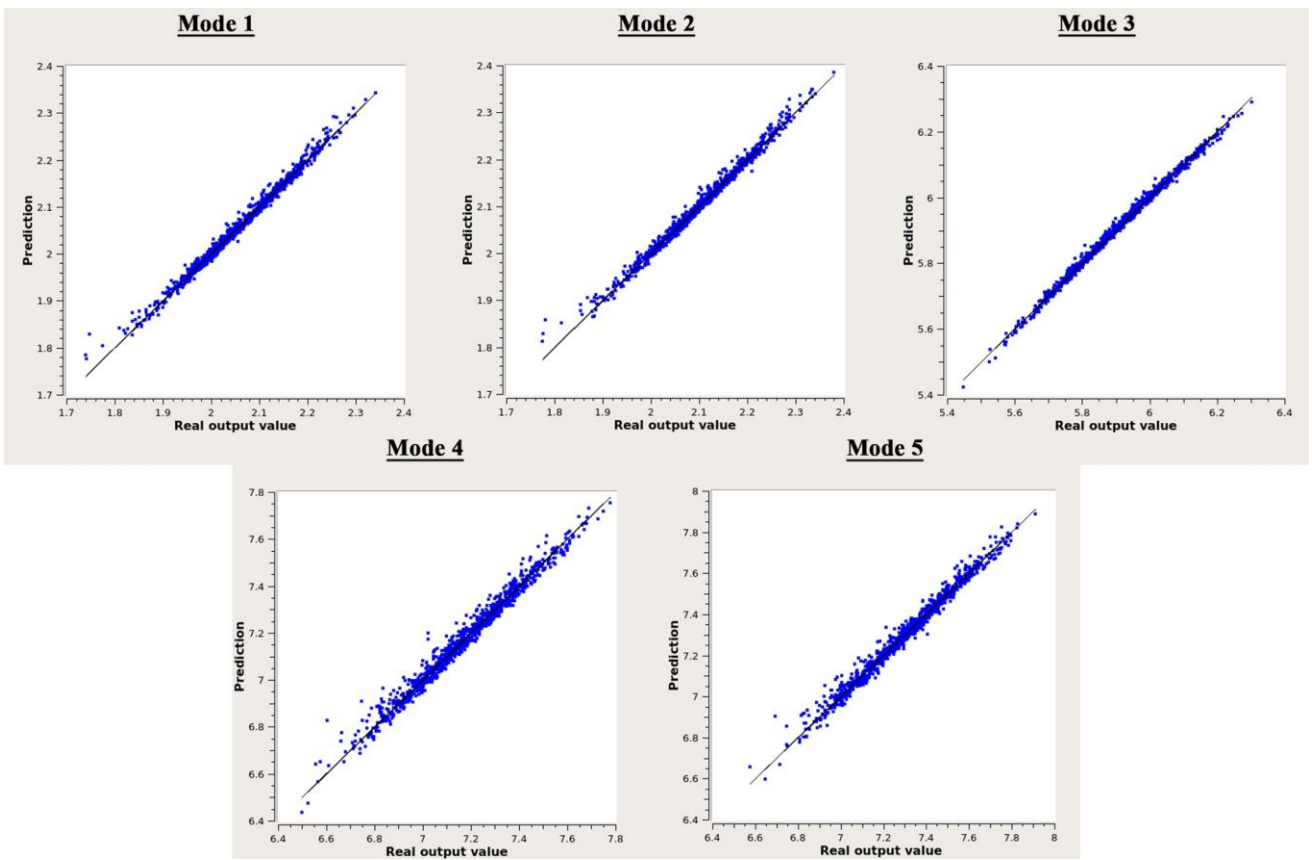 Mode 1
Mode 2
Mode 3
2.4
2.3
2.2
2.1
2
1.9
1.8
1.7
Prediction
1.7 1.8 1.9 2 2.1 2.2 2.3 2.4
Real output value
2.4
2.3
2.2
2.1
2
1.9
1.8
1.7
Prediction
1.7 1.8 1.9 2 2.1 2.2 2.3 2.4
Real output value
6.4
6.2
6
5.8
5.6
5.4
Prediction
5.4 5.6 5.8 6 6.2 6.4
Real output value
Mode 4
Mode 5
7.8
7.6
7.4
7.2
7
6.8
6.6
6.4
Prediction
6.4 6.6 6.8 7 7.2 7.4 7.6 7.8
Real output value
8
7.8
7.6
7.4
7.2
7
6.8
6.6
6.4
Prediction
6.4 6.6 6.8 7 7.2 7.4 7.6 7.8 8
Real output value